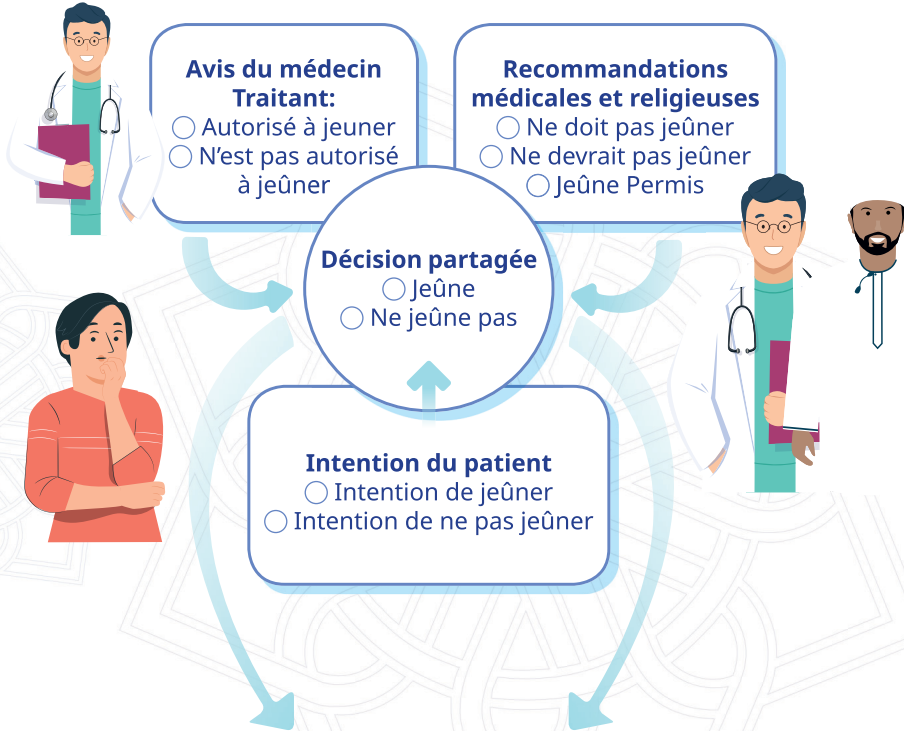 Avis du médecin
Traitant:
Autorisé à jeuner
N’est pas autorisé
à jeûner
Recommandations
médicales et religieuses
Ne doit pas jeûner
Ne devrait pas jeûner
Jeûne Permis
Décision partagée
Jeûne
Ne jeûne pas
Intention du patient
Intention de jeûner
Intention de ne pas jeûner